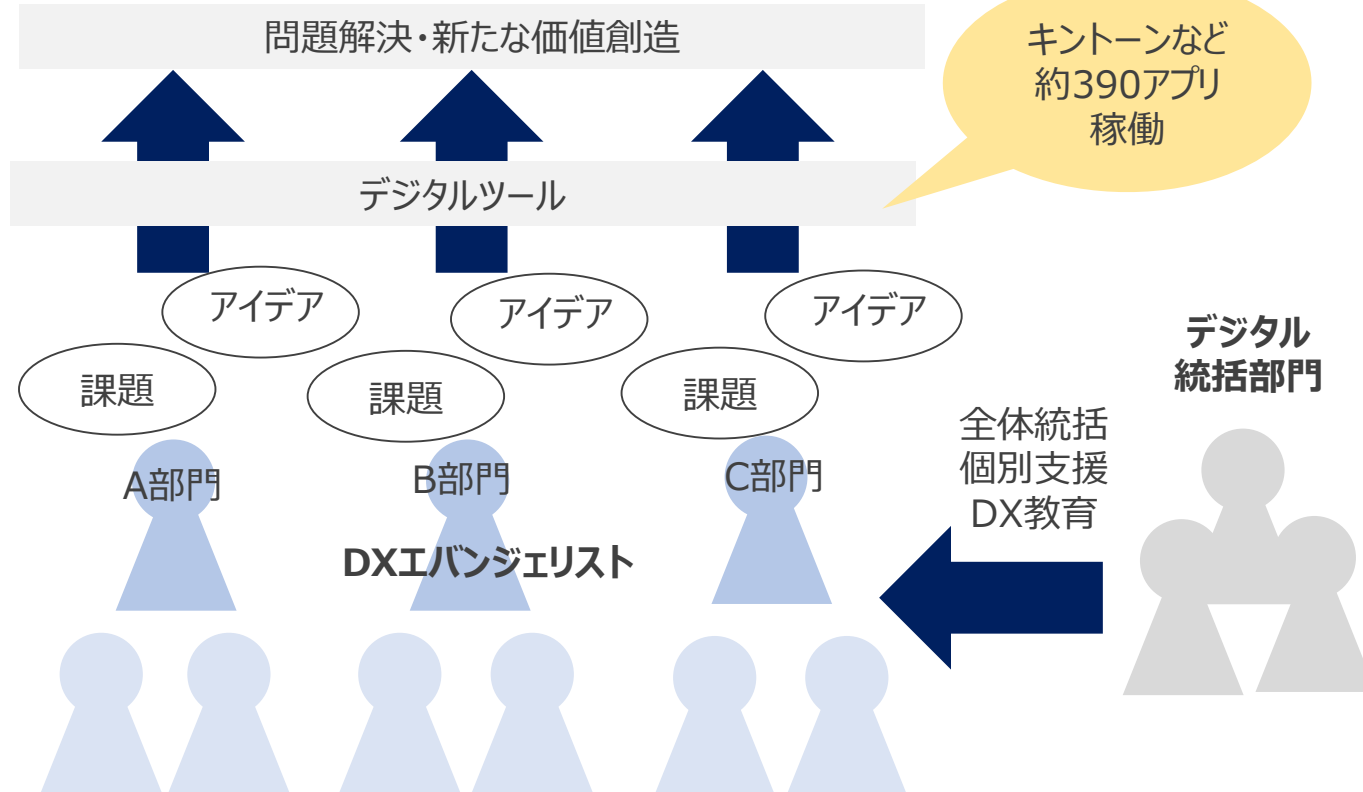 問題解決・新たな価値創造
キントーンなど
約390アプリ
稼働
デジタルツール
アイデア
アイデア
アイデア
課題
課題
課題
デジタル
統括部門
全体統括
個別支援
DX教育
A部門
B部門
C部門
DXエバンジェリスト